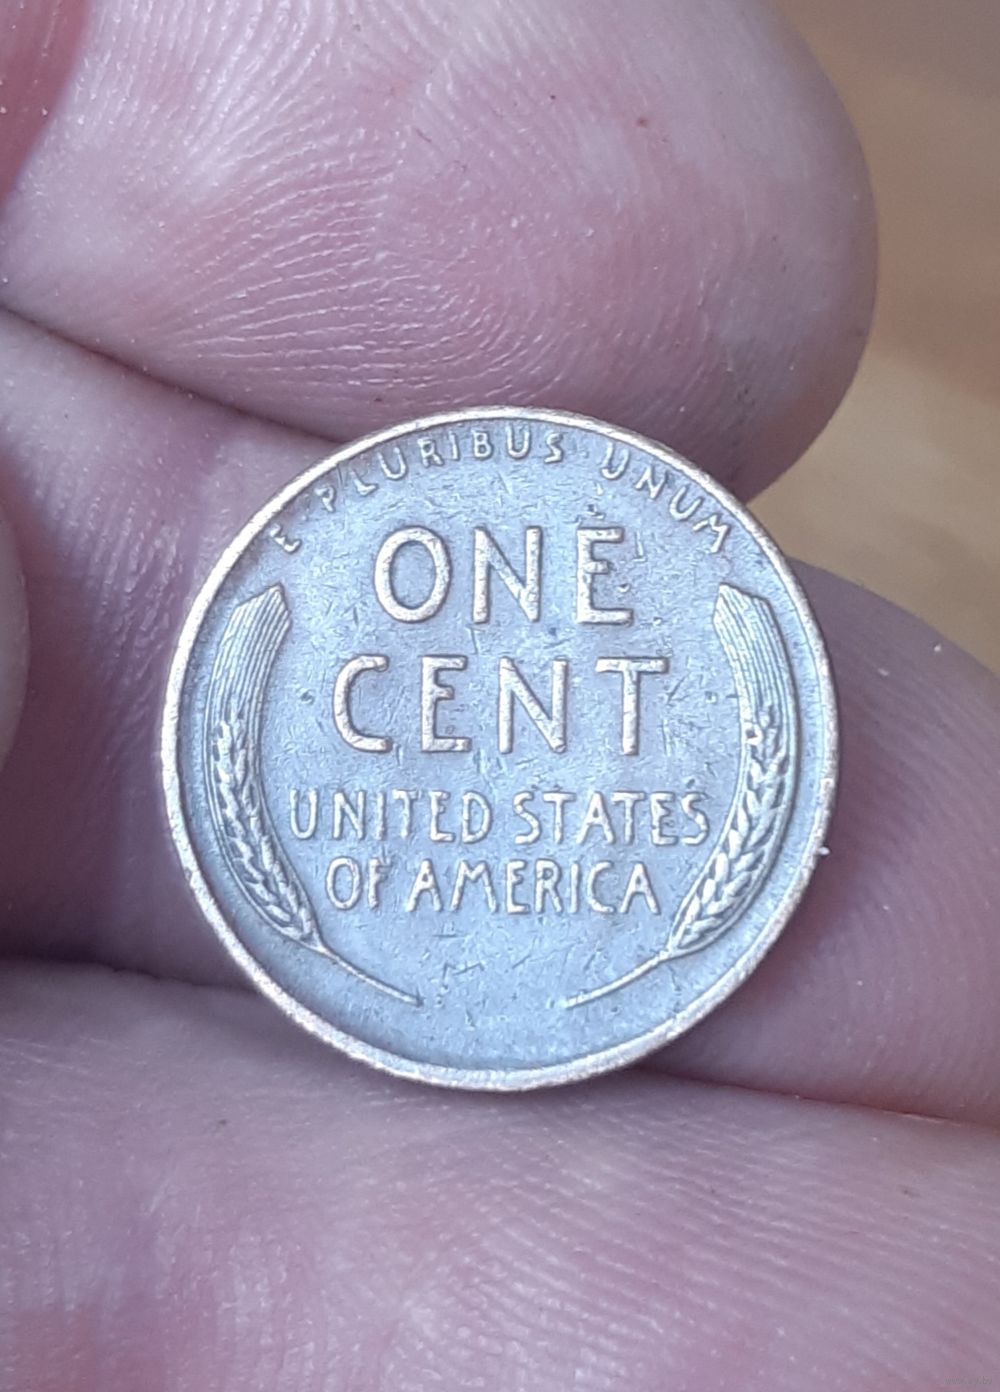 E · PLURIBUS · UNUM
ONE
CENT
UNITED STATES
OF AMERICA